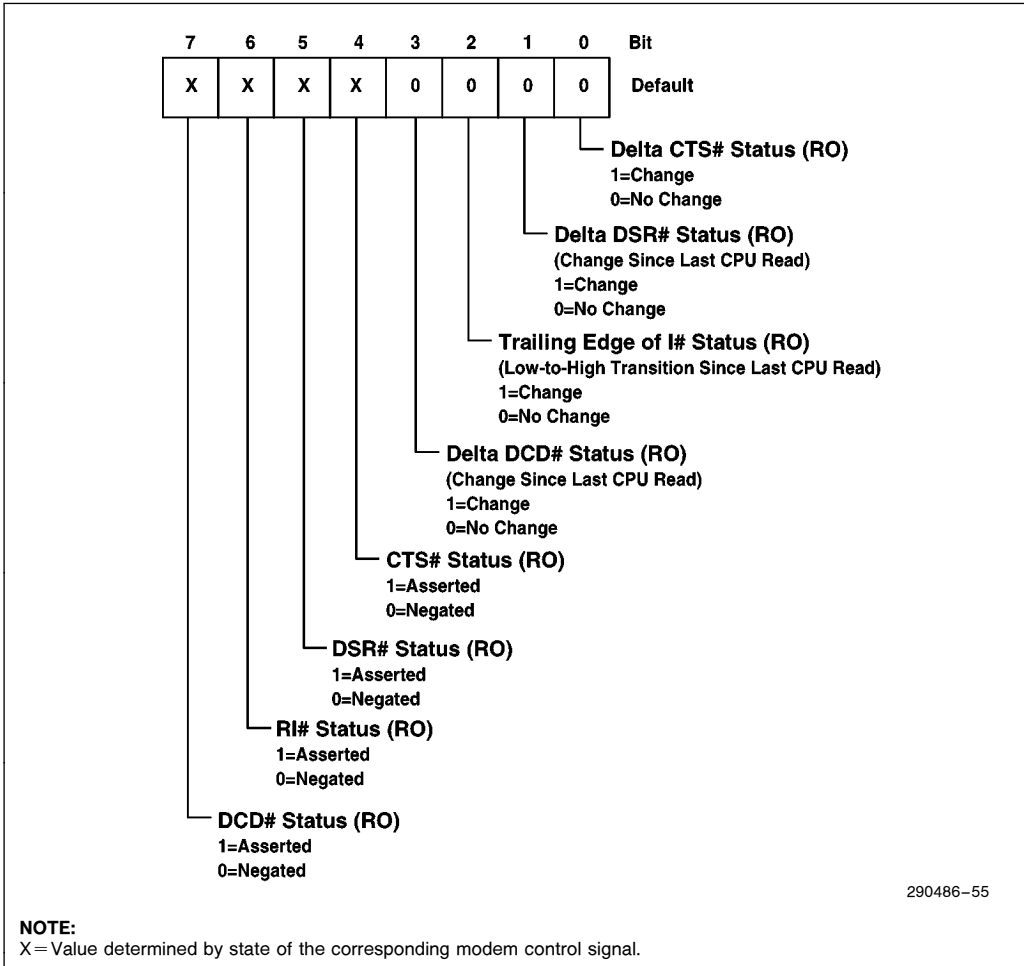 7 6 5 4 3 2 1 0 Bit
X X X X 0 0 0 0 Default
Delta CTS# Status (RO)
1=Change
0=No Change
Delta DSR# Status (RO)
(Change Since Last CPU Read)
1=Change
0=No Change
Trailing Edge of I# Status (RO)
(Low-to-High Transition Since Last CPU Read)
1=Change
0=No Change
Delta DCD# Status (RO)
(Change Since Last CPU Read)
1=Change
0=No Change
CTS# Status (RO)
1=Asserted
0=Negated
DSR# Status (RO)
1=Asserted
0=Negated
RI# Status (RO)
1=Asserted
0=Negated
DCD# Status (RO)
1=Asserted
0=Negated
290486–55
NOTE:
X=Value determined by state of the corresponding modem control signal.